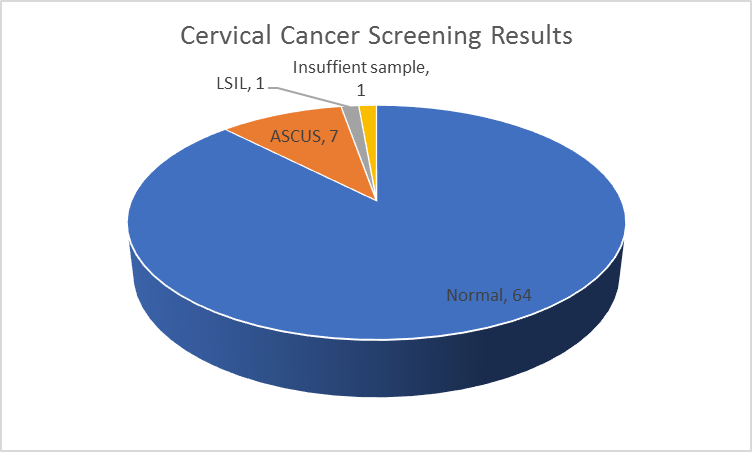 Cervical Cancer Screening Results
Insuffient sample,
1
LSIL, 1
ASCUS, 7
Normal, 64